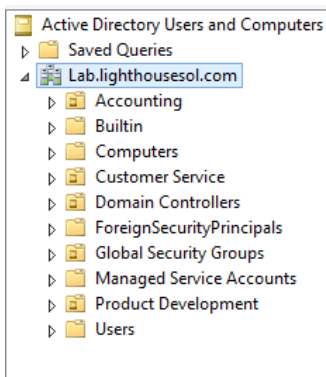 Active Directory Users and Computers
Saved Queries
Lab.lighthousesol.com
Accounting
Builtin
Computers
Customer Service
Domain Controllers
ForeignSecurityPrincipals
Global Security Groups
Managed Service Accounts
Product Development
Users